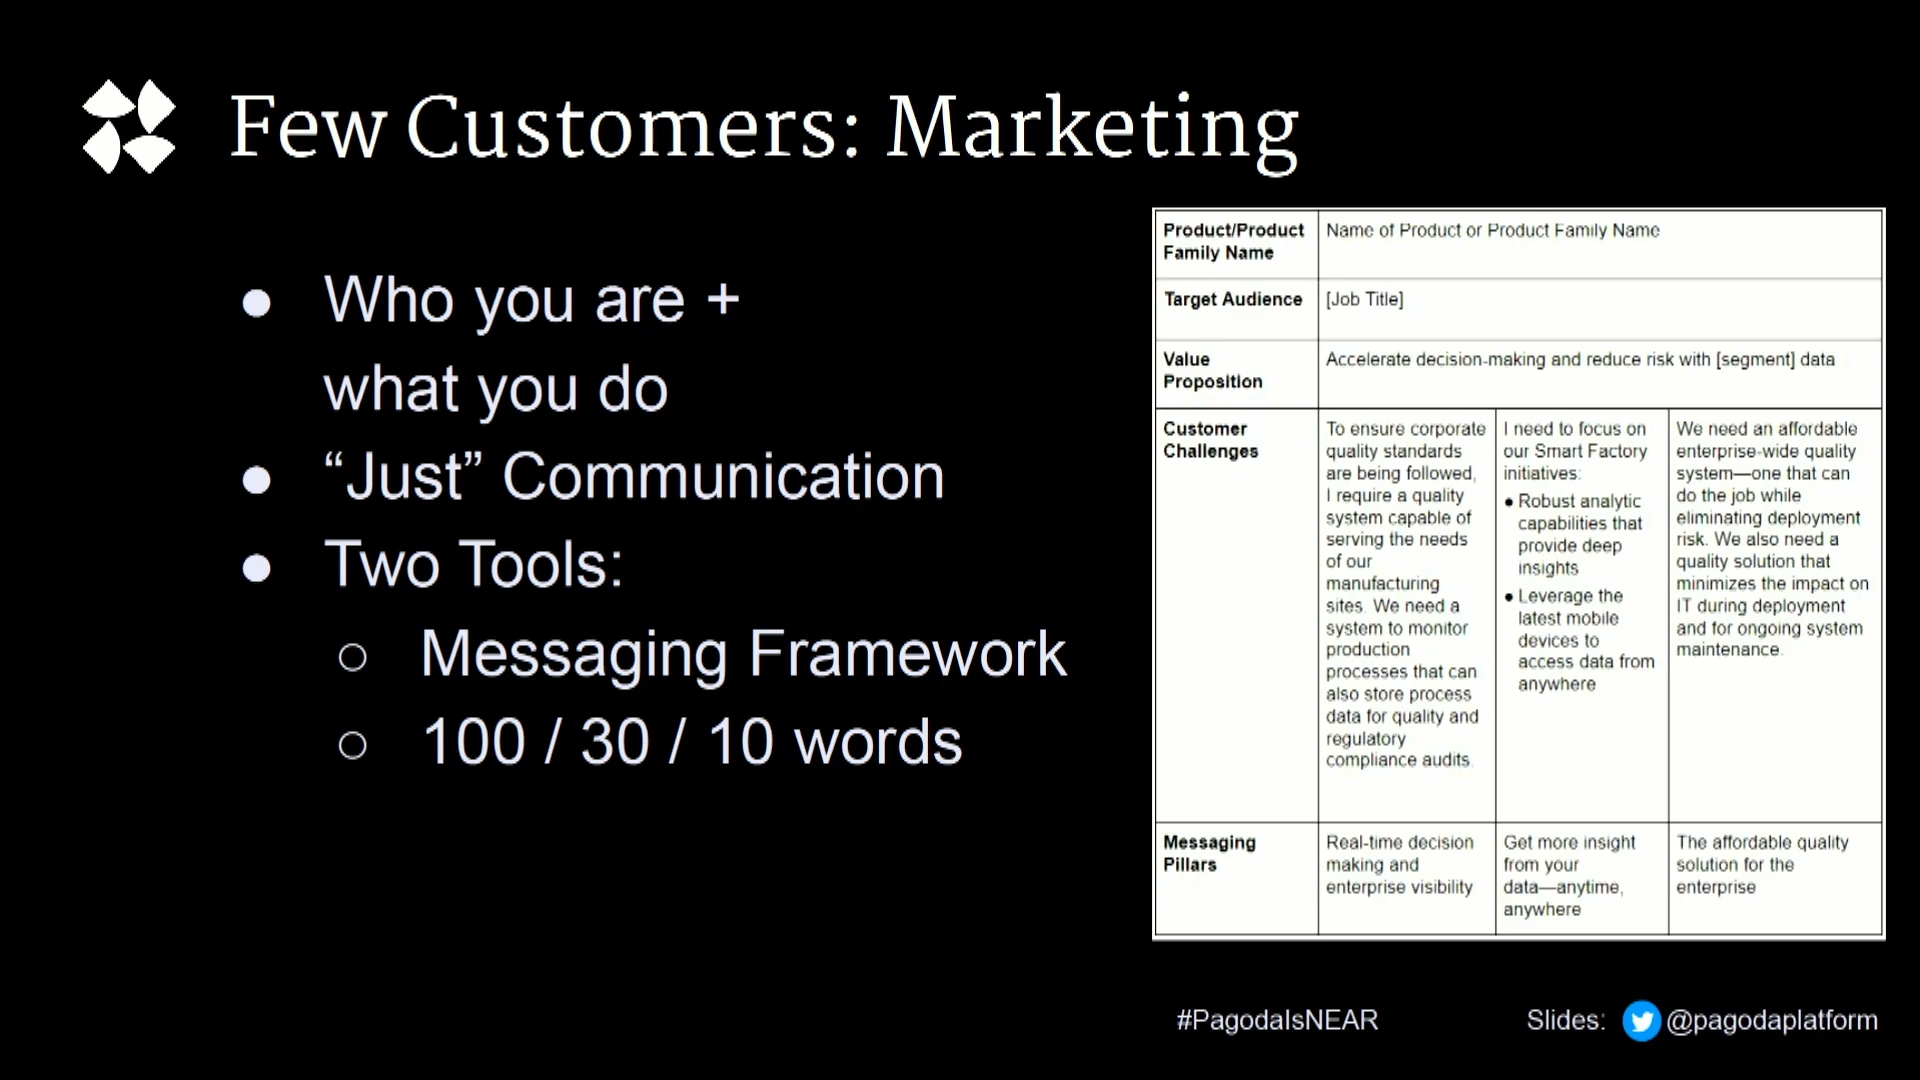 Few Customers: Marketing
● Who you are +
what you do
● “Just” Communication
● Two Tools:
○ Messaging Framework
○ 100 / 30 / 10 words
Product/Product
Family Name
Name of Product or Product Family Name
Target Audience
[Job Title]
Value
Proposition
Accelerate decision-making and reduce risk with [segment] data
Customer
Challenges
To ensure corporate
quality standards
are being followed,
I require a quality
system capable of
serving the needs
of our
manufacturing
sites. We need a
system to monitor
production
processes that can
also store process
data for quality and
regulatory
compliance audits.
I need to focus on
our Smart Factory
initiatives:
● Robust analytic
capabilities that
provide deep
insights
● Leverage the
latest mobile
devices to
access data from
anywhere
We need an affordable
enterprise-wide quality
system—one that can
do the job while
eliminating deployment
risk. We also need a
quality solution that
minimizes the impact on
IT during deployment
and for ongoing system
maintenance.
Messaging
Pillars
Real-time decision
making and
enterprise visibility
Get more insight
from your
data—anytime,
anywhere
The affordable quality
solution for the
enterprise
#PagodaIsNEAR
Slides: @pagodaplatform